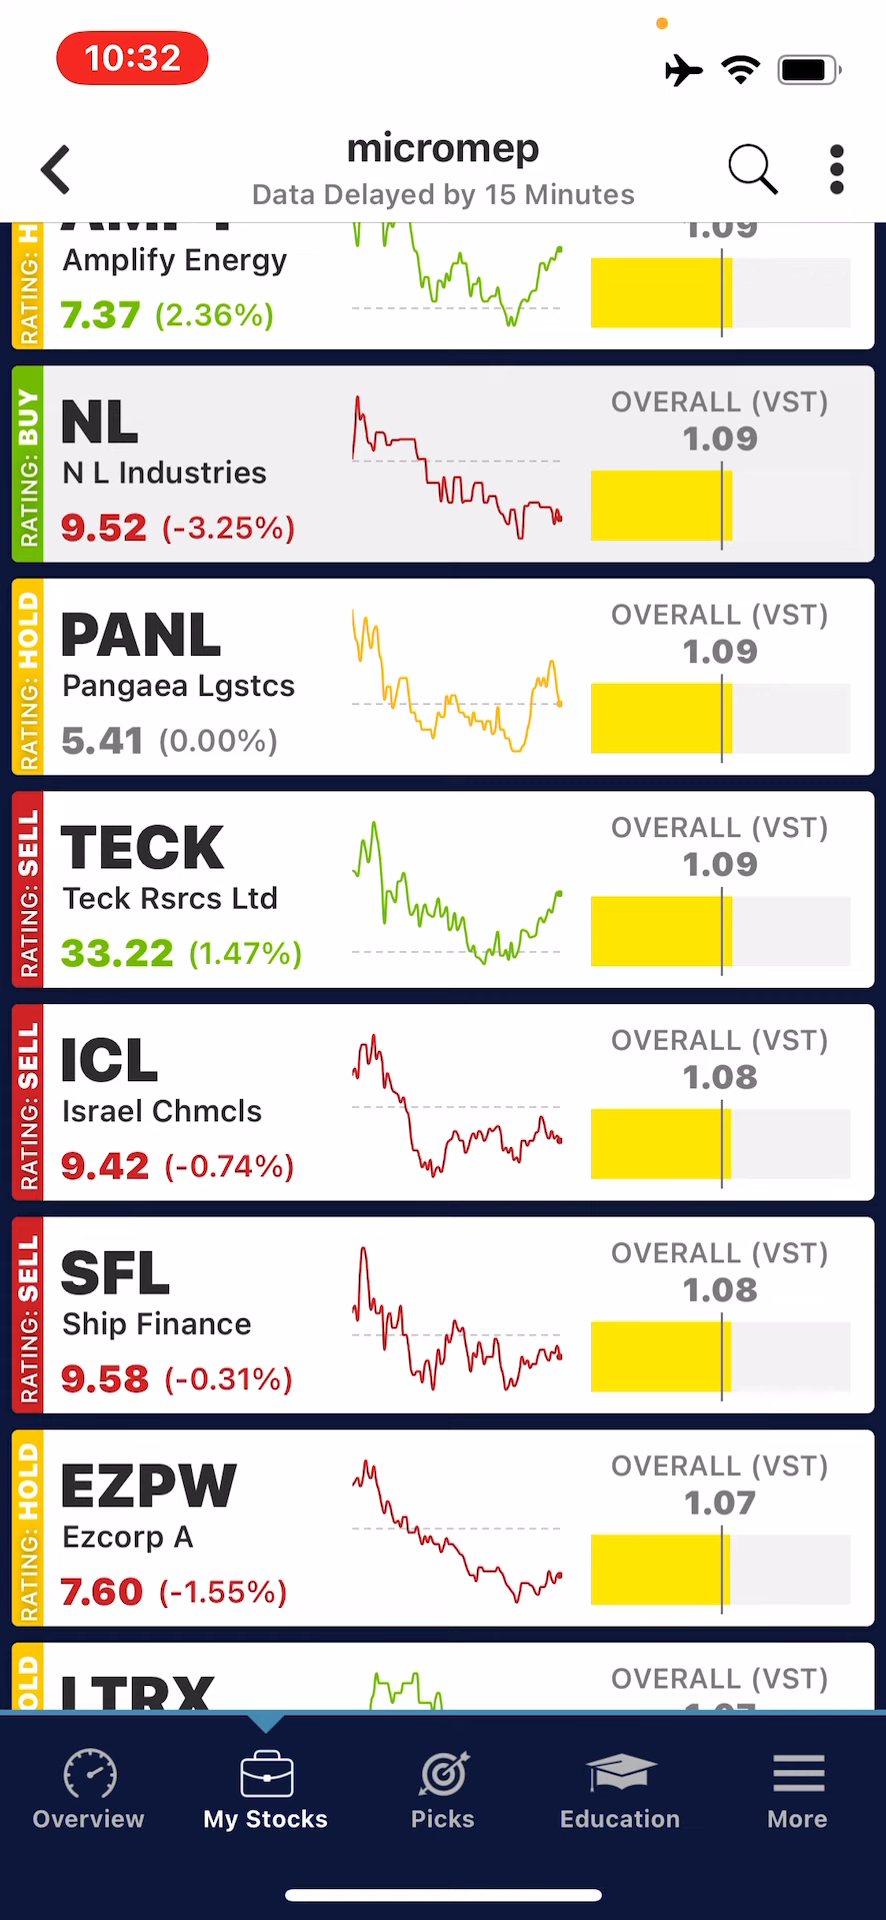 10:32
micromep
Data Delayed by 15 Minutes
1.09
Amplify Energy
7.37 (2.36%)
RATING: H
RATING: BUY
NL
N L Industries
9.52 (-3.25%)
OVERALL (VST)
1.09
RATING: HOLD
PANL
Pangaea Lgstcs
5.41 (0.00%)
OVERALL (VST)
1.09
RATING: SELL
TECK
Teck Rsrcs Ltd
33.22 (1.47%)
OVERALL (VST)
1.09
RATING: SELL
ICL
Israel Chmcls
9.42 (-0.74%)
OVERALL (VST)
1.08
RATING: SELL
SFL
Ship Finance
9.58 (-0.31%)
OVERALL (VST)
1.08
RATING: HOLD
EZPW
Ezcorp A
7.60 (-1.55%)
OVERALL (VST)
1.07
OLD
LTRX
OVERALL (VST)
Overview
My Stocks
Picks
Education
More